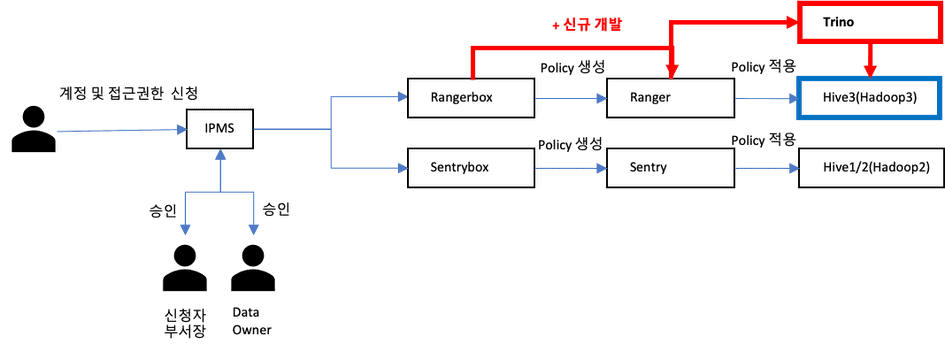 + 신규 개발
Trino
계정 및 접근권한 신청
IPMS
Rangerbox
Policy 생성
Ranger
Policy 적용
Hive3(Hadoop3)
Sentrybox
Policy 생성
Sentry
Policy 적용
Hive1/2(Hadoop2)
승인
승인
신청자
부서장
Data
Owner